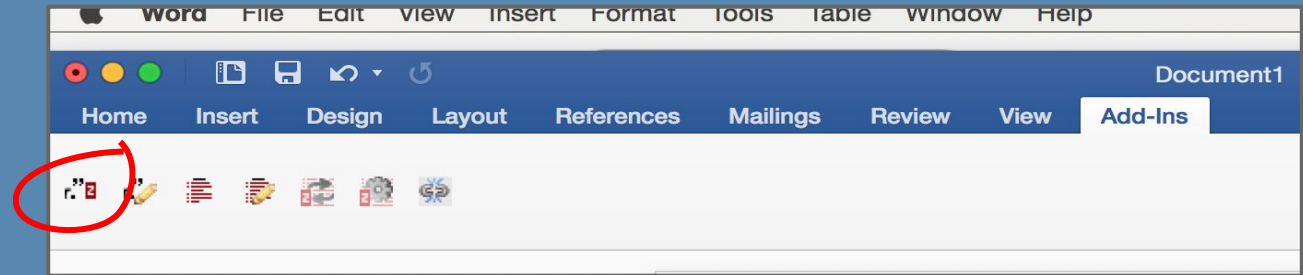 Word File Edit View Insert Format Tools Table Window Help
Document1
Home Insert Design Layout References Mailings Review View Add-Ins
r." z